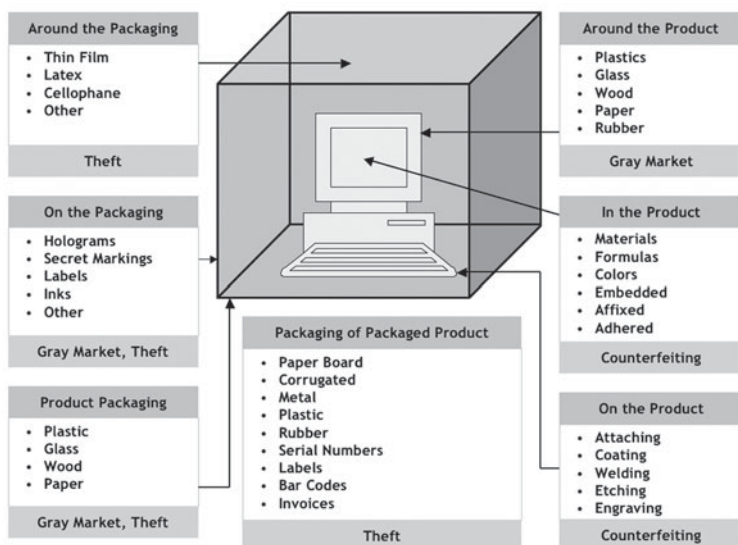 Around the Packaging
• Thin Film
• Latex
• Cellophane
• Other
Theft
On the Packaging
• Holograms
• Secret Markings
• Labels
• Inks
• Other
Gray Market, Theft
Product Packaging
• Plastic
• Glass
• Wood
• Paper
Gray Market, Theft
Packaging of Packaged Product
• Paper Board
• Corrugated
• Metal
• Plastic
• Rubber
• Serial Numbers
• Labels
• Bar Codes
• Invoices
Theft
Around the Product
• Plastics
• Glass
• Wood
• Paper
• Rubber
Gray Market
In the Product
• Materials
• Formulas
• Colors
• Embedded
• Affixed
• Adhered
Counterfeiting
On the Product
• Attaching
• Coating
• Welding
• Etching
• Engraving
Counterfeiting